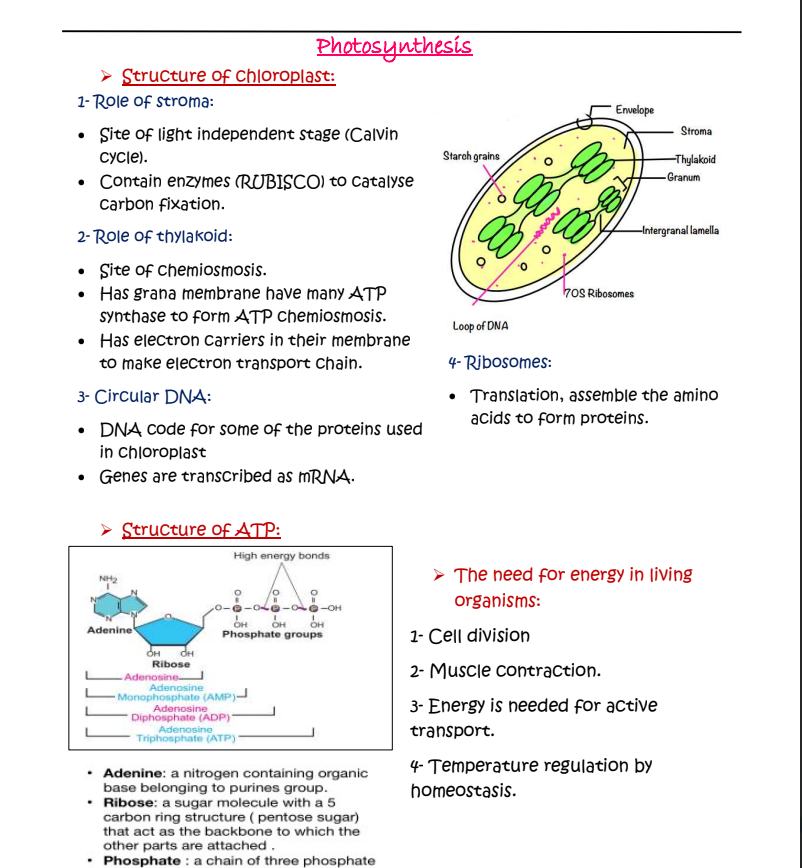 Photosynthesis
➢ Structure of chloroplast:
1- Role of stroma:
• Site of light independent stage (Calvin
cycle).
• Contain enzymes (RUBISCO) to catalyse
carbon fixation.
2- Role of thylakoid:
• Site of chemiosmosis.
• Has grana membrane have many ATP
synthase to form ATP chemiosmosis.
• Has electron carriers in their membrane
to make electron transport chain.
3- Circular DNA:
• DNA code for some of the proteins used
in chloroplast
• Genes are transcribed as mRNA.
Envelope
Stroma
Starch grains
Thylakoid
Granum
Intergranal lamella
70S Ribosomes
Loop of DNA
4- Ribosomes:
• Translation, assemble the amino
acids to form proteins.
➢ Structure of ATP:
High energy bonds
NH2
N
N
N
N
Adenine
O
O
O
O
O– P –O– P –O– P –OH
OH
OH
OH
Phosphate groups
OH
OH
Ribose
Adenosine
Adenosine
Monophosphate (AMP)
Adenosine
Diphosphate (ADP)
Adenosine
Triphosphate (ATP)
• Adenine: a nitrogen containing organic
base belonging to purines group.
• Ribose: a sugar molecule with a 5
carbon ring structure ( pentose sugar)
that act as the backbone to which the
other parts are attached .
• Phosphate : a chain of three phosphate
➢ The need for energy in living
organisms:
1- Cell division
2- Muscle contraction.
3- Energy is needed for active
transport.
4- Temperature regulation by
homeostasis.